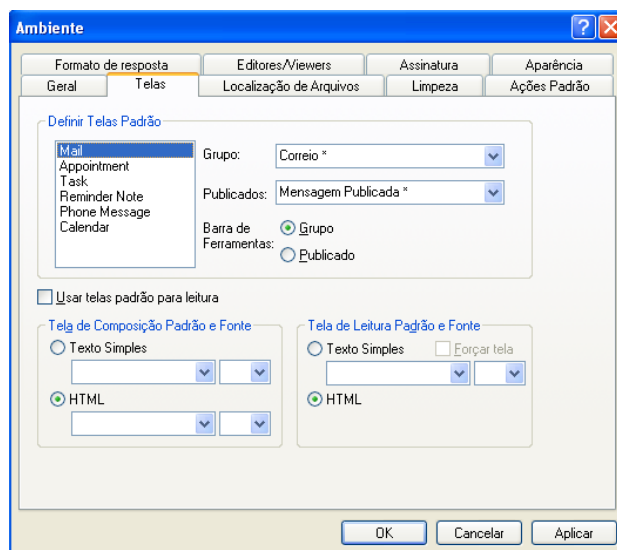 Ambiente
Formato de resposta Editores/Viewers Assinatura Aparência
Geral Telas Localização de Arquivos Limpeza Ações Padrão
Definir Telas Padrão
Mail
Appointment
Task
Reminder Note
Phone Message
Calendar
Grupo: Correio *
Publicados: Mensagem Publicada *
Barra de
Ferramentas:
Grupo
Publicado
Usar telas padrão para leitura
Tela de Composição Padrão e Fonte
Texto Simples
HTML
Tela de Leitura Padrão e Fonte
Texto Simples Forçar tela
HTML
OK Cancelar Aplicar